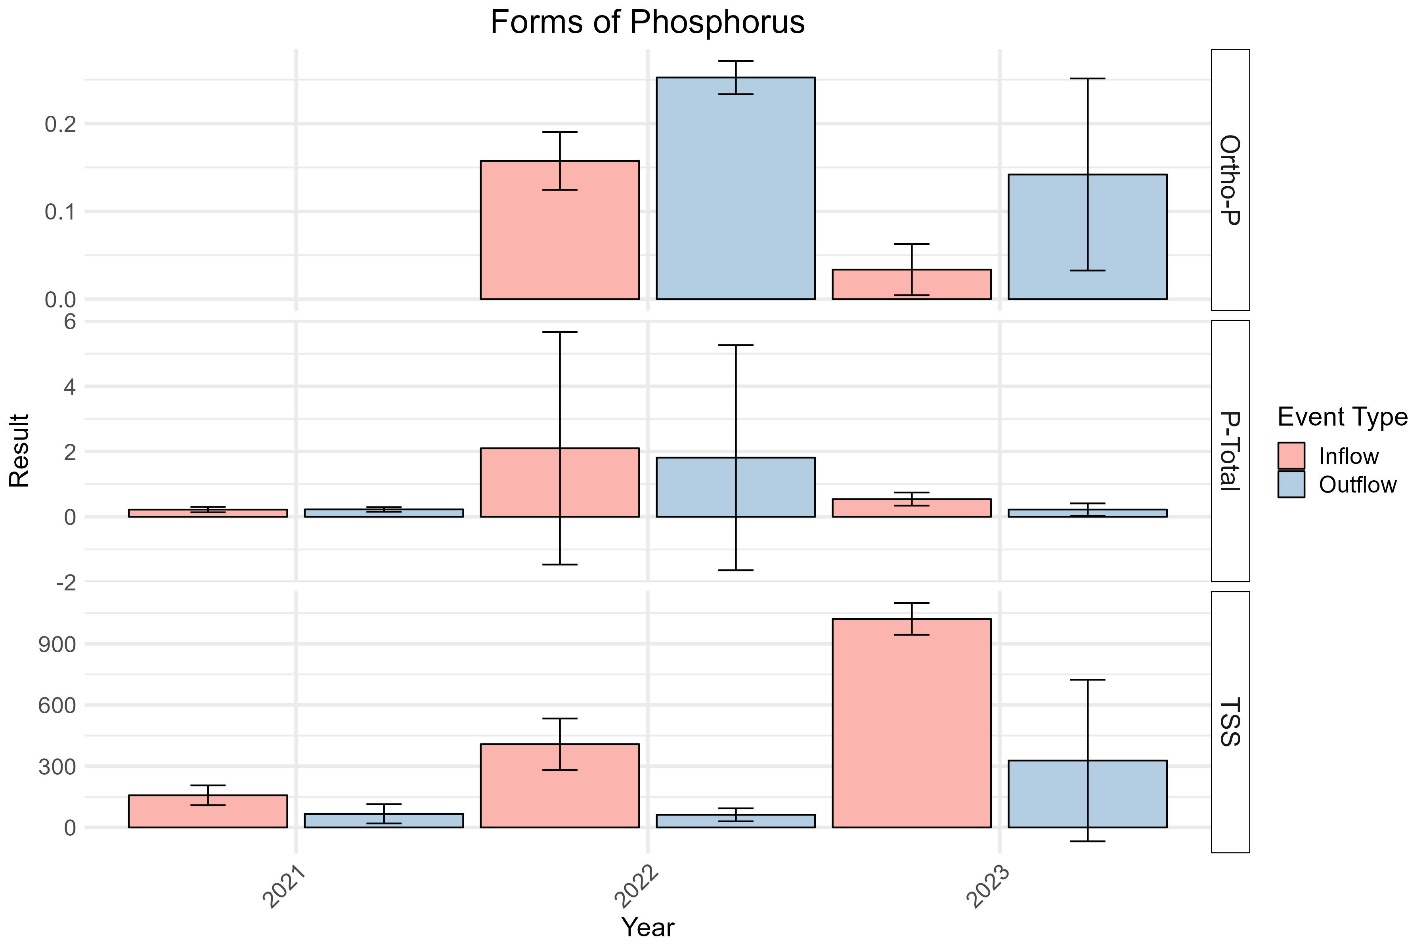 Forms of Phosphorus
0.2
0.1
0.0
Ortho-P
6
4
2
0
-2
P-Total
900
600
300
0
TSS
Result
2021
2022
2023
Year
Event Type
Inflow
Outflow